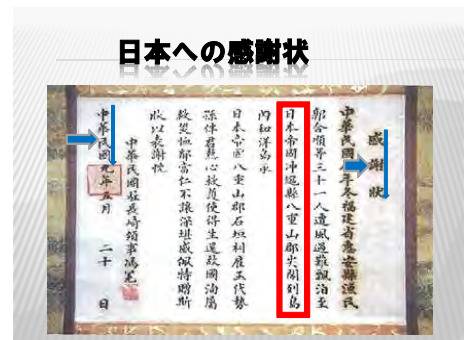 日本への感謝状
感謝狀
中華民國八年冬福建省惠安縣漁民
郭合順等三十一人遭風遇難飄泊至
日本帝國沖繩縣八重山郡尖閣列島
內和洋島承
日本帝國八重山郡石垣村雇玉代勢
孫伴君熱心救護使得生還故國洵屬
救災恤鄰當仁不讓深堪感佩特贈斯
狀以表謝忱
中華民國駐長崎領事馮冕
中華民國九年五月二十日